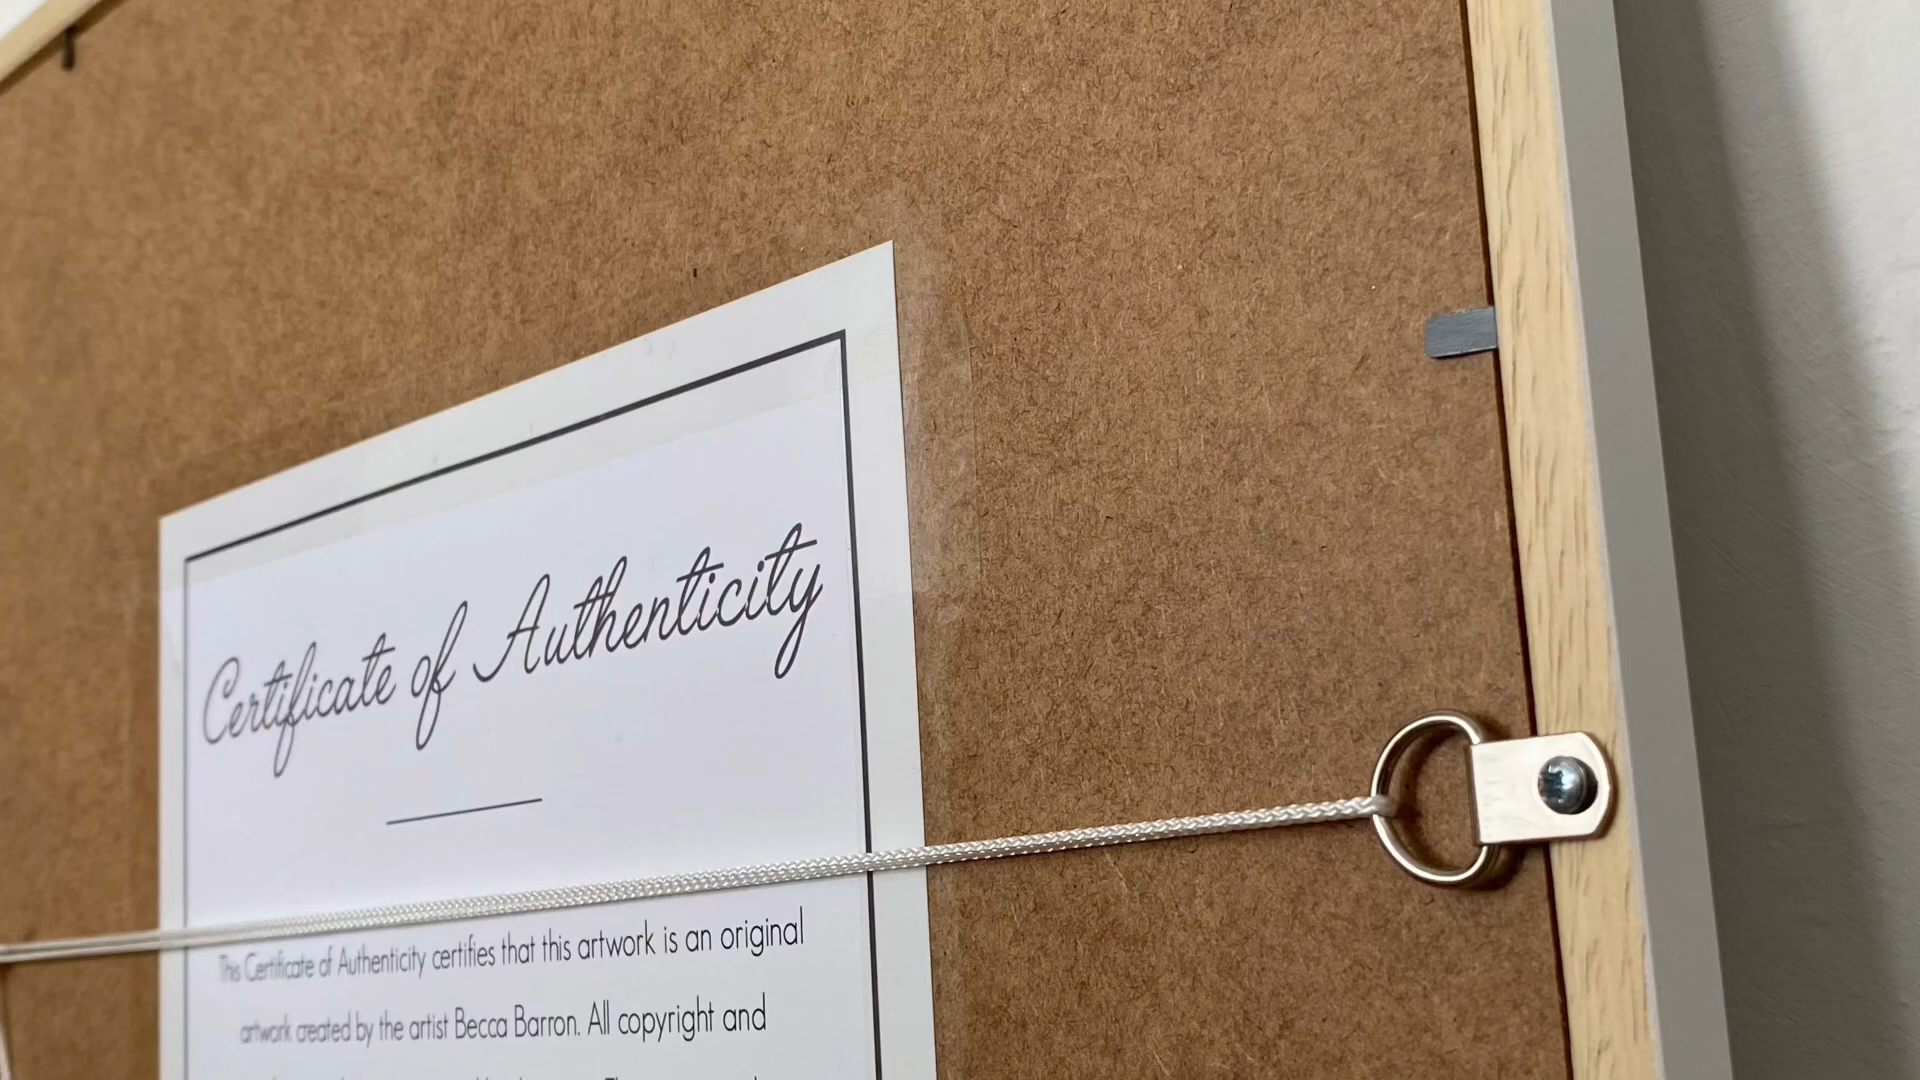 Certificate of Authenticity
This Certificate of Authenticity certifies that this artwork is an original
artwork created by the artist Becca Barron. All copyright and